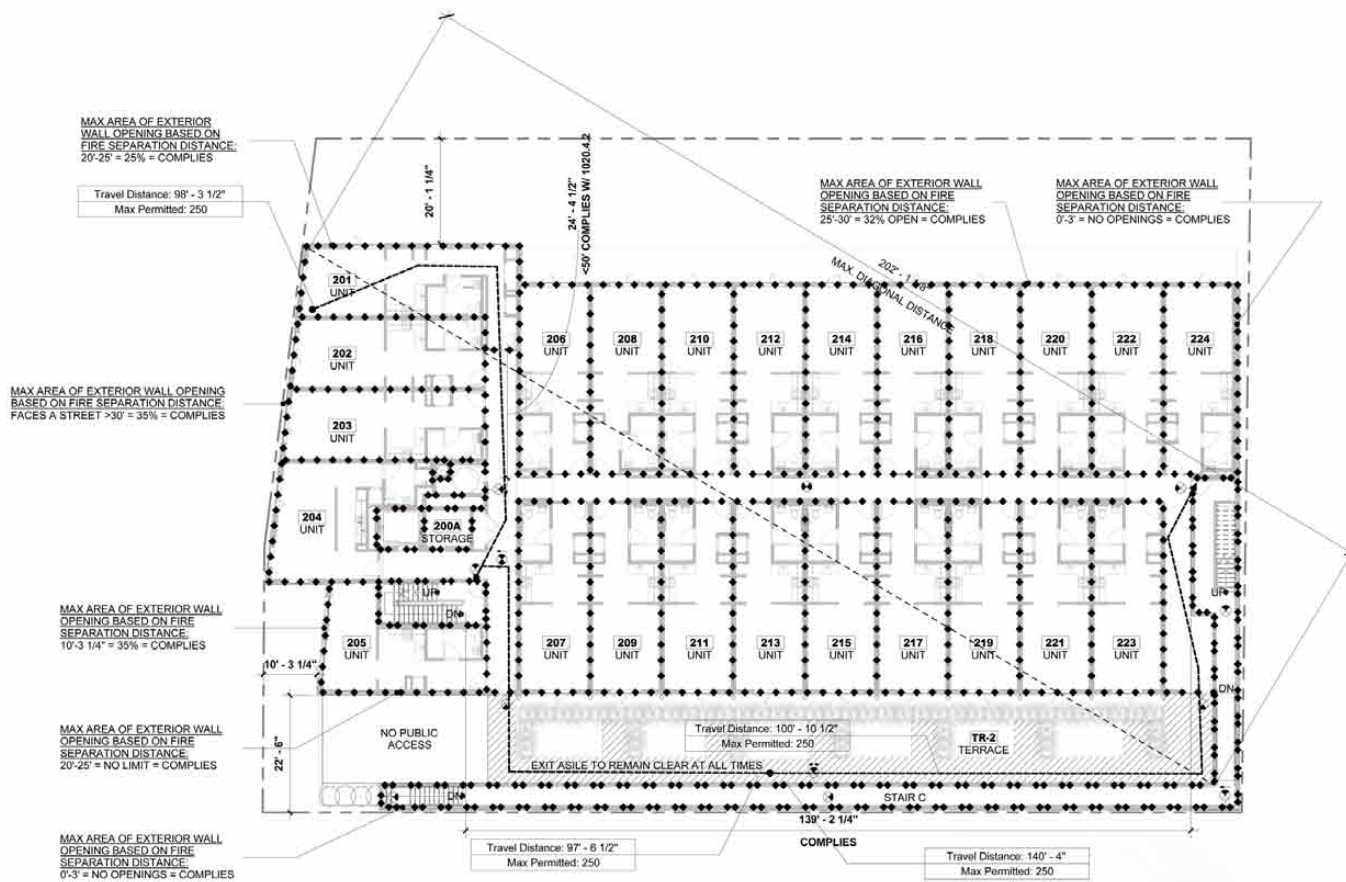 MAX AREA OF EXTERIOR
WALL OPENING BASED ON
FIRE SEPARATION DISTANCE:
20'-25' = 25% = COMPLIES
Travel Distance: 98' - 3 1/2"
Max Permitted: 250
20' - 1 1/4"
24' - 4 1/2"
<50' COMPLIES W/ 1020.4.2
MAX AREA OF EXTERIOR WALL
OPENING BASED ON FIRE
SEPARATION DISTANCE:
25'-30' = 32% OPEN = COMPLIES
MAX AREA OF EXTERIOR WALL
OPENING BASED ON FIRE
SEPARATION DISTANCE:
0'-3' = NO OPENINGS = COMPLIES
202' - 1 1/8"
MAX. DIAGONAL DISTANCE
201
UNIT
202
UNIT
MAX AREA OF EXTERIOR WALL OPENING
BASED ON FIRE SEPARATION DISTANCE:
FACES A STREET >30' = 35% = COMPLIES
203
UNIT
204
UNIT
200A
STORAGE
206
UNIT
208
UNIT
210
UNIT
212
UNIT
214
UNIT
216
UNIT
218
UNIT
220
UNIT
222
UNIT
224
UNIT
UP
DN
UP
DN
MAX AREA OF EXTERIOR WALL
OPENING BASED ON FIRE
SEPARATION DISTANCE:
10'-3 1/4" = 35% = COMPLIES
205
UNIT
207
UNIT
209
UNIT
211
UNIT
213
UNIT
215
UNIT
217
UNIT
219
UNIT
221
UNIT
223
UNIT
10' - 3 1/4"
22' - 6"
MAX AREA OF EXTERIOR WALL
OPENING BASED ON FIRE
SEPARATION DISTANCE:
20'-25' = NO LIMIT = COMPLIES
NO PUBLIC
ACCESS
Travel Distance: 100' - 10 1/2"
Max Permitted: 250
TR-2
TERRACE
EXIT ASILE TO REMAIN CLEAR AT ALL TIMES
DN
STAIR C
139' - 2 1/4"
COMPLIES
MAX AREA OF EXTERIOR WALL
OPENING BASED ON FIRE
SEPARATION DISTANCE:
0'-3' = NO OPENINGS = COMPLIES
Travel Distance: 97' - 6 1/2"
Max Permitted: 250
Travel Distance: 140' - 4"
Max Permitted: 250